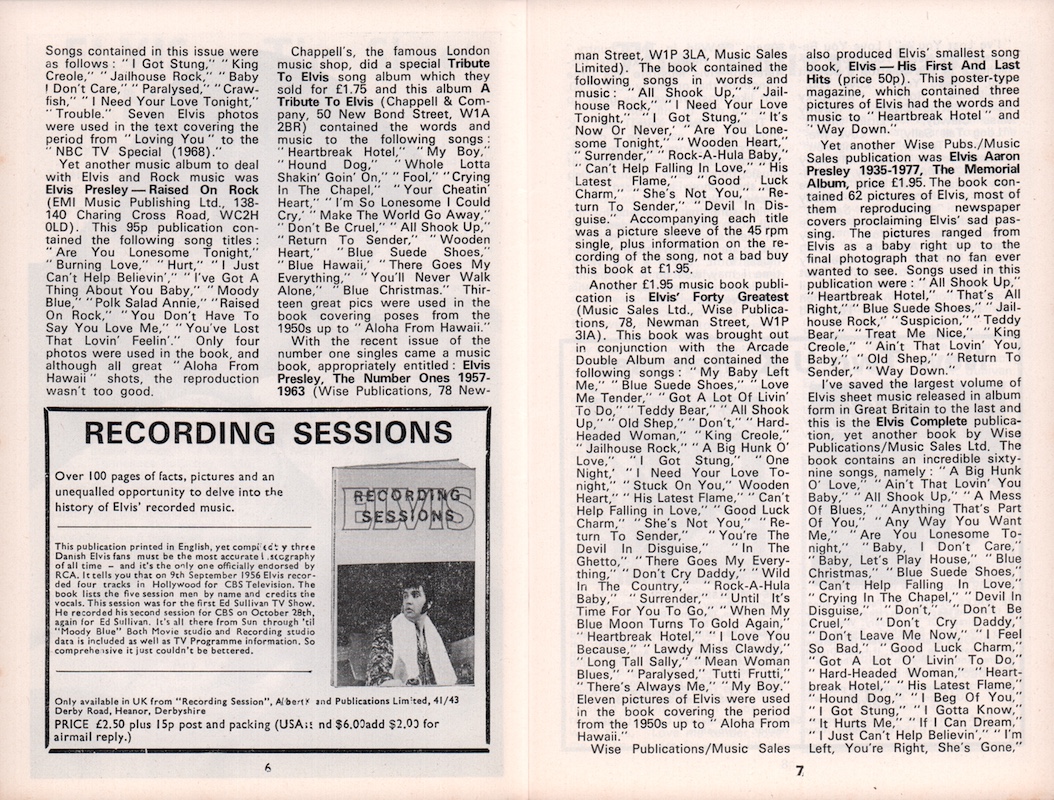 Songs contained in this issue were
as follows : "I Got Stung," "King
Creole," "Jailhouse Rock," "Baby
I Don't Care," "Paralysed," "Craw-
fish," "I Need Your Love Tonight,"
"Trouble." Seven Elvis photos
were used in the text covering the
period from "Loving You" to the
"NBC TV Special (1968)."
Yet another music album to deal
with Elvis and Rock music was
Elvis Presley — Raised On Rock
(EMI Music Publishing Ltd., 138-
140 Charing Cross Road, WC2H
0LD). This 95p publication con-
tained the following song titles :
"Are You Lonesome Tonight,"
"Burning Love," "Hurt," "I Just
Can't Help Believin'," "I've Got A
Thing About You Baby," "Moody
Blue," "Polk Salad Annie," "Raised
On Rock," "You Don't Have To
Say You Love Me," "You've Lost
That Lovin' Feelin'." Only four
photos were used in the book, and
although all great "Aloha From
Hawaii" shots, the reproduction
wasn't too good.
Chappell's, the famous London
music shop, did a special Tribute
To Elvis song album which they
sold for £1.75 and this album A
Tribute To Elvis (Chappell & Com-
pany, 50 New Bond Street, W1A
2BR) contained the words and
music to the following songs :
"Heartbreak Hotel," "My Boy,"
"Hound Dog," "Whole Lotta
Shakin' Goin' On," "Fool," "Crying
In The Chapel," "Your Cheatin'
Heart," "I'm So Lonesome I Could
Cry,' "Make The World Go Away,"
"Don't Be Cruel," "All Shook Up,"
"Return To Sender," "Wooden
Heart," "Blue Suede Shoes,"
"Blue Hawaii," "There Goes My
Everything," "You'll Never Walk
Alone," "Blue Christmas." Thir-
teen great pics were used in the
book covering poses from the
1950s up to "Aloha From Hawaii."
With the recent issue of the
number one singles came a music
book, appropriately entitled : Elvis
Presley, The Number Ones 1957-
1963 (Wise Publications, 78 New-
RECORDING SESSIONS
Over 100 pages of facts, pictures and an
unequalled opportunity to delve into the
history of Elvis' recorded music.
This publication printed in English, yet compiled by three
Danish Elvis fans must be the most accurate
of all time – and it's the only one officially endorsed by
RCA. It tells you that on 9th September 1956 Elvis recor-
ded four tracks in Hollywood for CBS Television. The
book lists the five session men by name and credits the
vocals. This session was for the first Ed Sullivan TV Show.
He recorded his second session for CBS on October 28th,
again for Ed Sullivan. It's all there from Sun through 'til
"Moody Blue" Both Movie studio and Recording studio
data is included as well as TV Programme information. So
comprehensive it just couldn't be bettered.
ELVIS
RECORDING
SESSIONS
Only available in UK from "Recording Session", Albert and Publications Limited, 41/43
Derby Road, Heanor, Derbyshire
PRICE £2.50 plus 15p post and packing (USA: nd $6.00 add $2.00 for
airmail reply.)
6
man Street, W1P 3LA, Music Sales
Limited). The book contained the
following songs in words and
music : "All Shook Up," "Jail-
house Rock," "I Need Your Love
Tonight," "I Got Stung," "It's
Now Or Never,' "Are You Lone-
some Tonight," "Wooden Heart,"
"Surrender," "Rock-A-Hula Baby,"
"Can't Help Falling In Love," "His
Latest Flame," "Good Luck
Charm," "She's Not You," "Re-
turn To Sender," "Devil In Dis-
guise." Accompanying each title
was a picture sleeve of the 45 rpm
single, plus information on the re-
cording of the song, not a bad buy
this book at £1.95.
Another £1.95 music book publi-
cation is Elvis' Forty Greatest
(Music Sales Ltd., Wise Publica-
tions, 78, Newman Street, W1P
3IA). This book was brought out
in conjunction with the Arcade
Double Album and contained the
following songs : "My Baby Left
Me," "Blue Suede Shoes," "Love
Me Tender," "Got A Lot Of Livin'
To Do," "Teddy Bear," "All Shook
Up," "Old Shep," "Don't," "Hard-
Headed Woman," "King Creole,"
"Jailhouse Rock," "A Big Hunk O'
Love," "I Got Stung," "One
Night,' "I Need Your Love To-
night," "Stuck On You," Wooden
Heart," "His Latest Flame," "Can't
Help Falling in Love," "Good Luck
Charm," "She's Not You," "Re-
turn To Sender," "You're The
Devil In Disguise," "In The
Ghetto," "There Goes My Every-
thing," "Don't Cry Daddy," "Wild
In The Country," "Rock-A-Hula
Baby," "Surrender," "Until It's
Time For You To Go," "When My
Blue Moon Turns To Gold Again,"
"Heartbreak Hotel," "I Love You
Because," "Lawdy Miss Clawdy,"
"Long Tall Sally," "Mean Woman
Blues," "Paralysed, Tutti Frutti,"
"There's Always Me," "My Boy."
Eleven pictures of Elvis were used
in the book covering the period
from the 1950s up to "Aloha From
Hawaii."
Wise Publications/Music Sales
also produced Elvis' smallest song
book, Elvis — His First And Last
Hits (price 50p). This poster-type
magazine, which contained three
pictures of Elvis had the words and
music to "Heartbreak Hotel" and
"Way Down."
Yet another Wise Pubs./Music
Sales publication was Elvis Aaron
Presley 1935-1977, The Memorial
Album, price £1.95. The book con-
tained 62 pictures of Elvis, most of
them reproducing newspaper
covers proclaiming Elvis' sad pas-
sing. The pictures ranged from
Elvis as a baby right up to the
final photograph that no fan ever
wanted to see. Songs used in this
publication were : "All Shook Up,"
"Heartbreak Hotel," "That's All
Right," "Blue Suede Shoes," "Jail-
house Rock," "Suspicion," "Teddy
Bear," "Treat Me Nice," "King
Creole," "Ain't That Lovin' You,
Baby," "Old Shep," "Return To
Sender," "Way Down."
I've saved the largest volume of
Elvis sheet music released in album
form in Great Britain to the last and
this is the Elvis Complete publica-
tion, yet another book by Wise
Publications/Music Sales Ltd. The
book contains an incredible sixty-
nine songs, namely : "A Big Hunk
O' Love," "Ain't That Lovin' You
Baby," "All Shook Up," "A Mess
Of Blues," "Anything That's Part
Of You," "Any Way You Want
Me," "Are You Lonesome To-
night," "Baby, I Don't Care,"
"Baby, Let's Play House," "Blue
Christmas," "Blue Suede Shoes,"
"Can't Help Falling In Love,"
"Crying In The Chapel," "Devil In
Disguise," "Don't," "Don't Be
Cruel," "Don't Cry Daddy,"
"Don't Leave Me Now," "I Feel
So Bad," "Good Luck Charm,"
"Got A Lot O' Livin' To Do,"
"Hard-Headed Woman," "Heart-
break Hotel," "His Latest Flame,"
"Hound Dog," "I Beg Of You,"
"I Got Stung," "I Gotta Know,"
"It Hurts Me," "If I Can Dream,"
"I Just Can't Help Believin'," "I'm
Left, You're Right, She's Gone,"
7